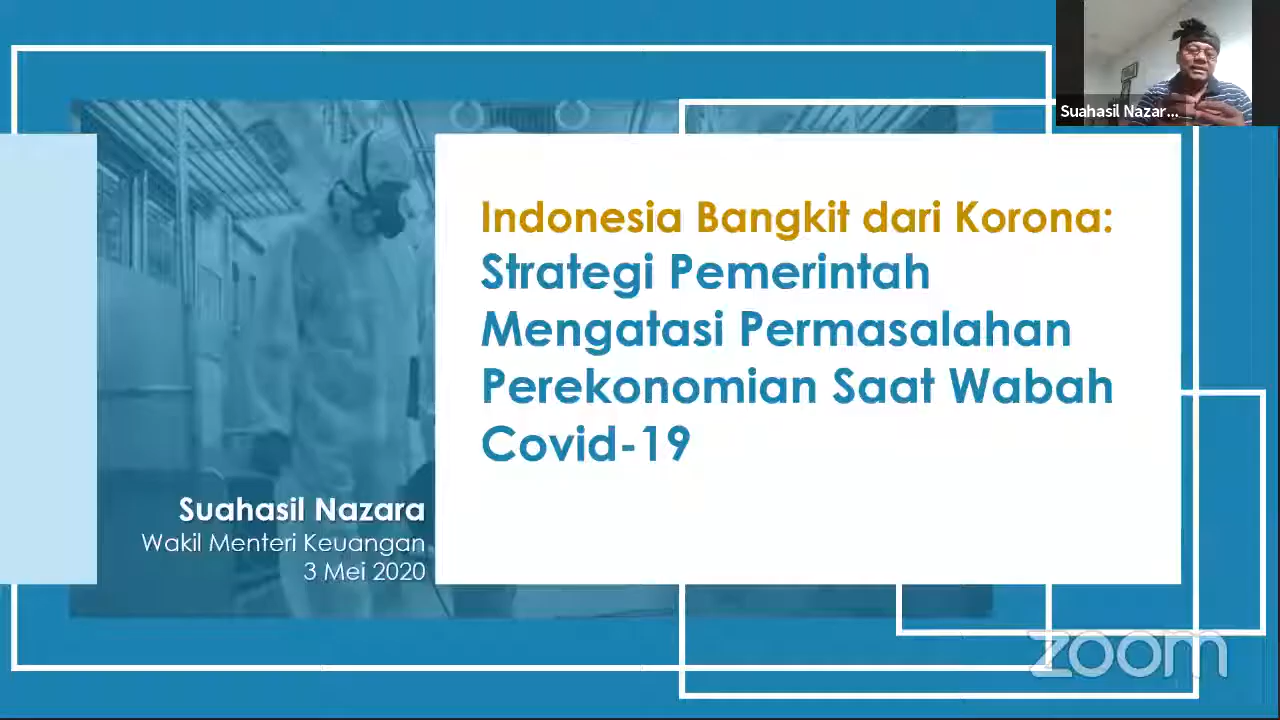 Suahasil Nazar...
Indonesia Bangkit dari Korona:
Strategi Pemerintah
Mengatasi Permasalahan
Perekonomian Saat Wabah
Covid-19
Suahasil Nazara
Wakil Menteri Keuangan
3 Mei 2020
zoom